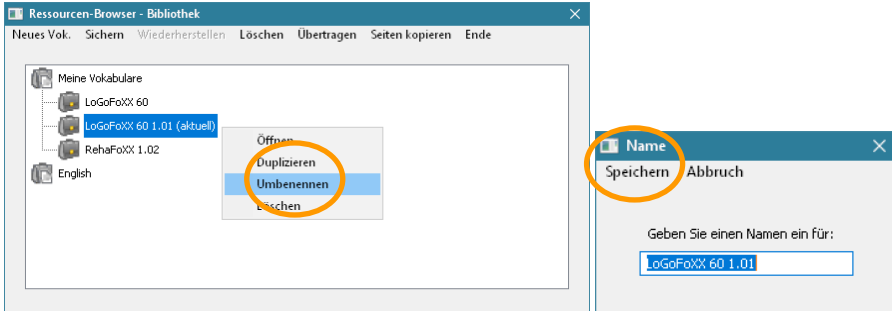 Ressourcen-Browser - Bibliothek
Neues Vok. Sichern Wiederherstellen Löschen Übertragen Seiten kopieren Ende
Meine Vokabulare
LoGoFoXX 60
LoGoFoXX 60 1.01 (aktuell)
RehaFoXX 1.02
English
Öffnen
Duplizieren
Umbenennen
Löschen
Name
Speichern Abbruch
Geben Sie einen Namen ein für:
LoGoFoXX 60 1.01